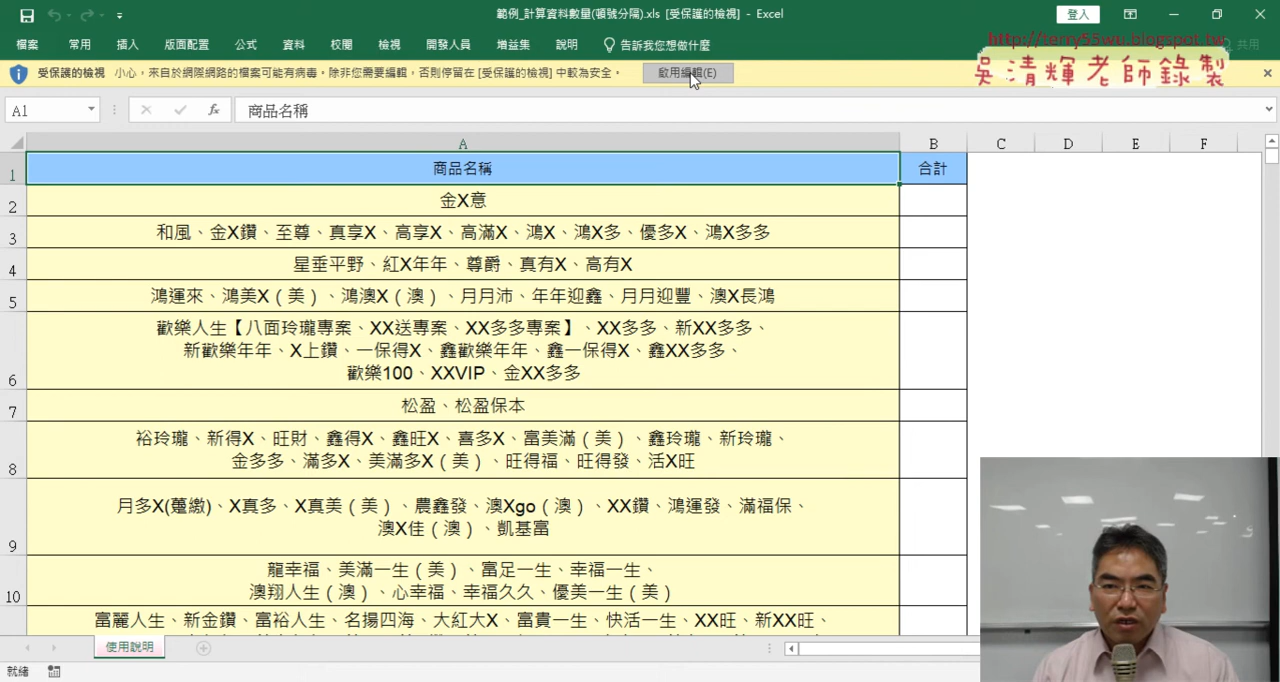 範例_計算資料數量(頓號分隔).xls [受保護的檢視] - Excel
登入
檔案 常用 插入 版面配置 公式 資料 校閱 檢視 開發人員 增益集 說明 告訴我您想做什麼 共用
http://terry55wu.blogspot.tw
吳清輝老師錄製
受保護的檢視 小心，來自於網際網路的檔案可能有病毒。除非您需要編輯，否則停留在 [受保護的檢視] 中較為安全。 啟用編輯(E)
A1 fx 商品名稱
A B C D E F
1 商品名稱 合計
2 金X意
3 和風、金X鑽、至尊、真享X、高享X、高滿X、鴻X、鴻X多、優多X、鴻X多多
4 星垂平野、紅X年年、尊爵、真有X、高有X
5 鴻運來、鴻美X（美）、鴻澳X（澳）、月月沛、年年迎鑫、月月迎豐、澳X長鴻
歡樂人生【八面玲瓏專案、XX送專案、XX多多專案】、XX多多、新XX多多、
新歡樂年年、X上鑽、一保得X、鑫歡樂年年、鑫一保得X、鑫XX多多、
6 歡樂100、XXVIP、金XX多多
7 松盈、松盈保本
裕玲瓏、新得X、旺財、鑫得X、鑫旺X、喜多X、富美滿（美）、鑫玲瓏、新玲瓏、
8 金多多、滿多X、美滿多X（美）、旺得福、旺得發、活X旺
月多X(躉繳)、X真多、X真美（美）、農鑫發、澳Xgo（澳）、XX鑽、鴻運發、滿福保、
9 澳X佳（澳）、凱基富
龍幸福、美滿一生（美）、富足一生、幸福一生、
10 澳翔人生（澳）、心幸福、幸福久久、優美一生（美）
富麗人生、新金鑽、富裕人生、名揚四海、大紅大X、富貴一生、快活一生、XX旺、新XX旺、
使用說明
就緒